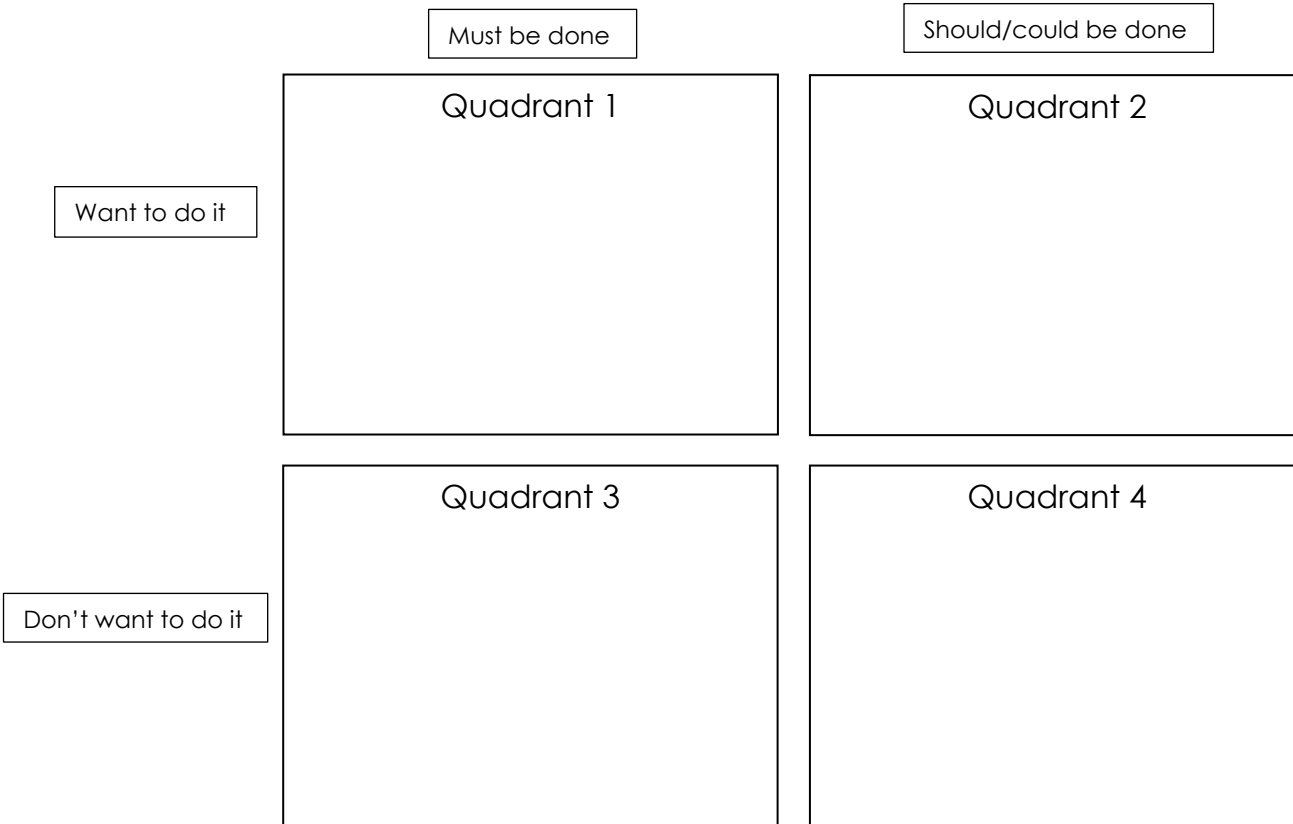 Must be done
Should/could be done
Quadrant 1
Quadrant 2
Want to do it
Quadrant 3
Quadrant 4
Don’t want to do it